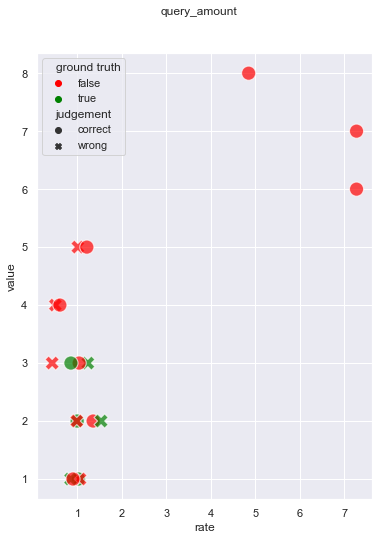 query_amount
ground truth
false
true
judgement
correct
wrong
8
7
6
5
4
3
2
1
value
1 2 3 4 5 6 7
rate